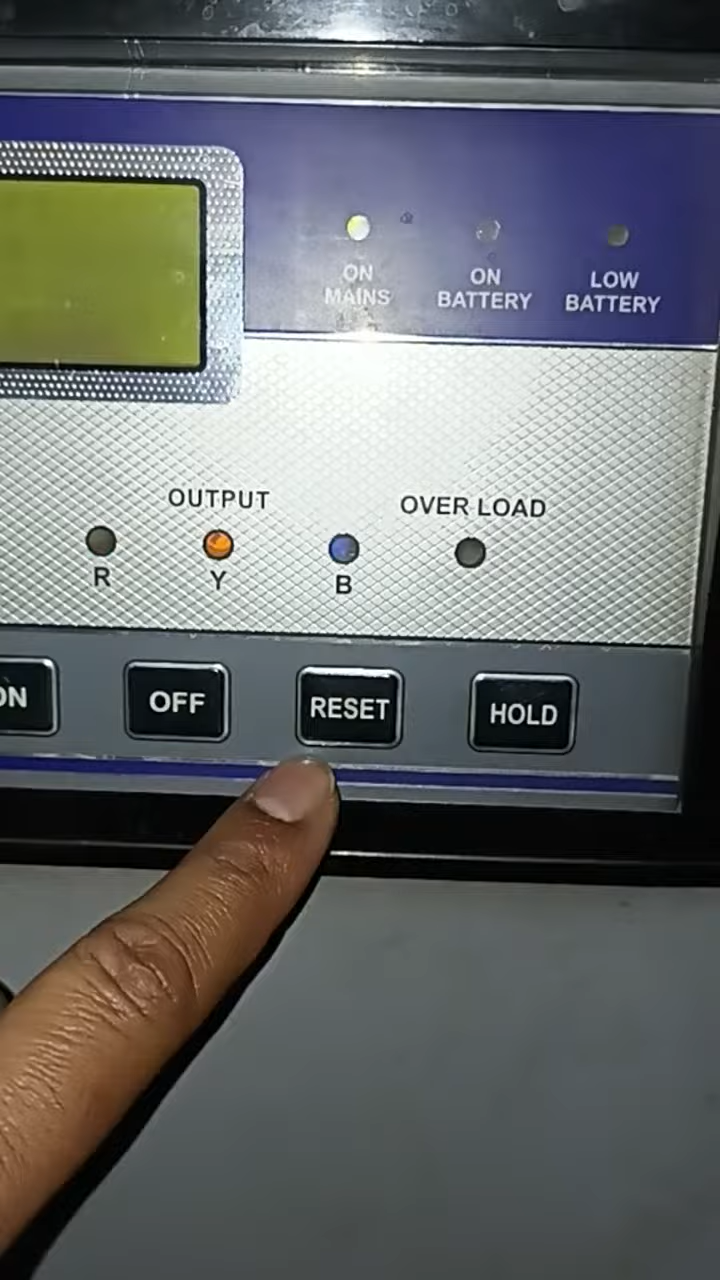 ON
MAINS
ON
BATTERY
LOW
BATTERY
OUTPUT
OVER LOAD
R
Y
B
ON
OFF
RESET
HOLD